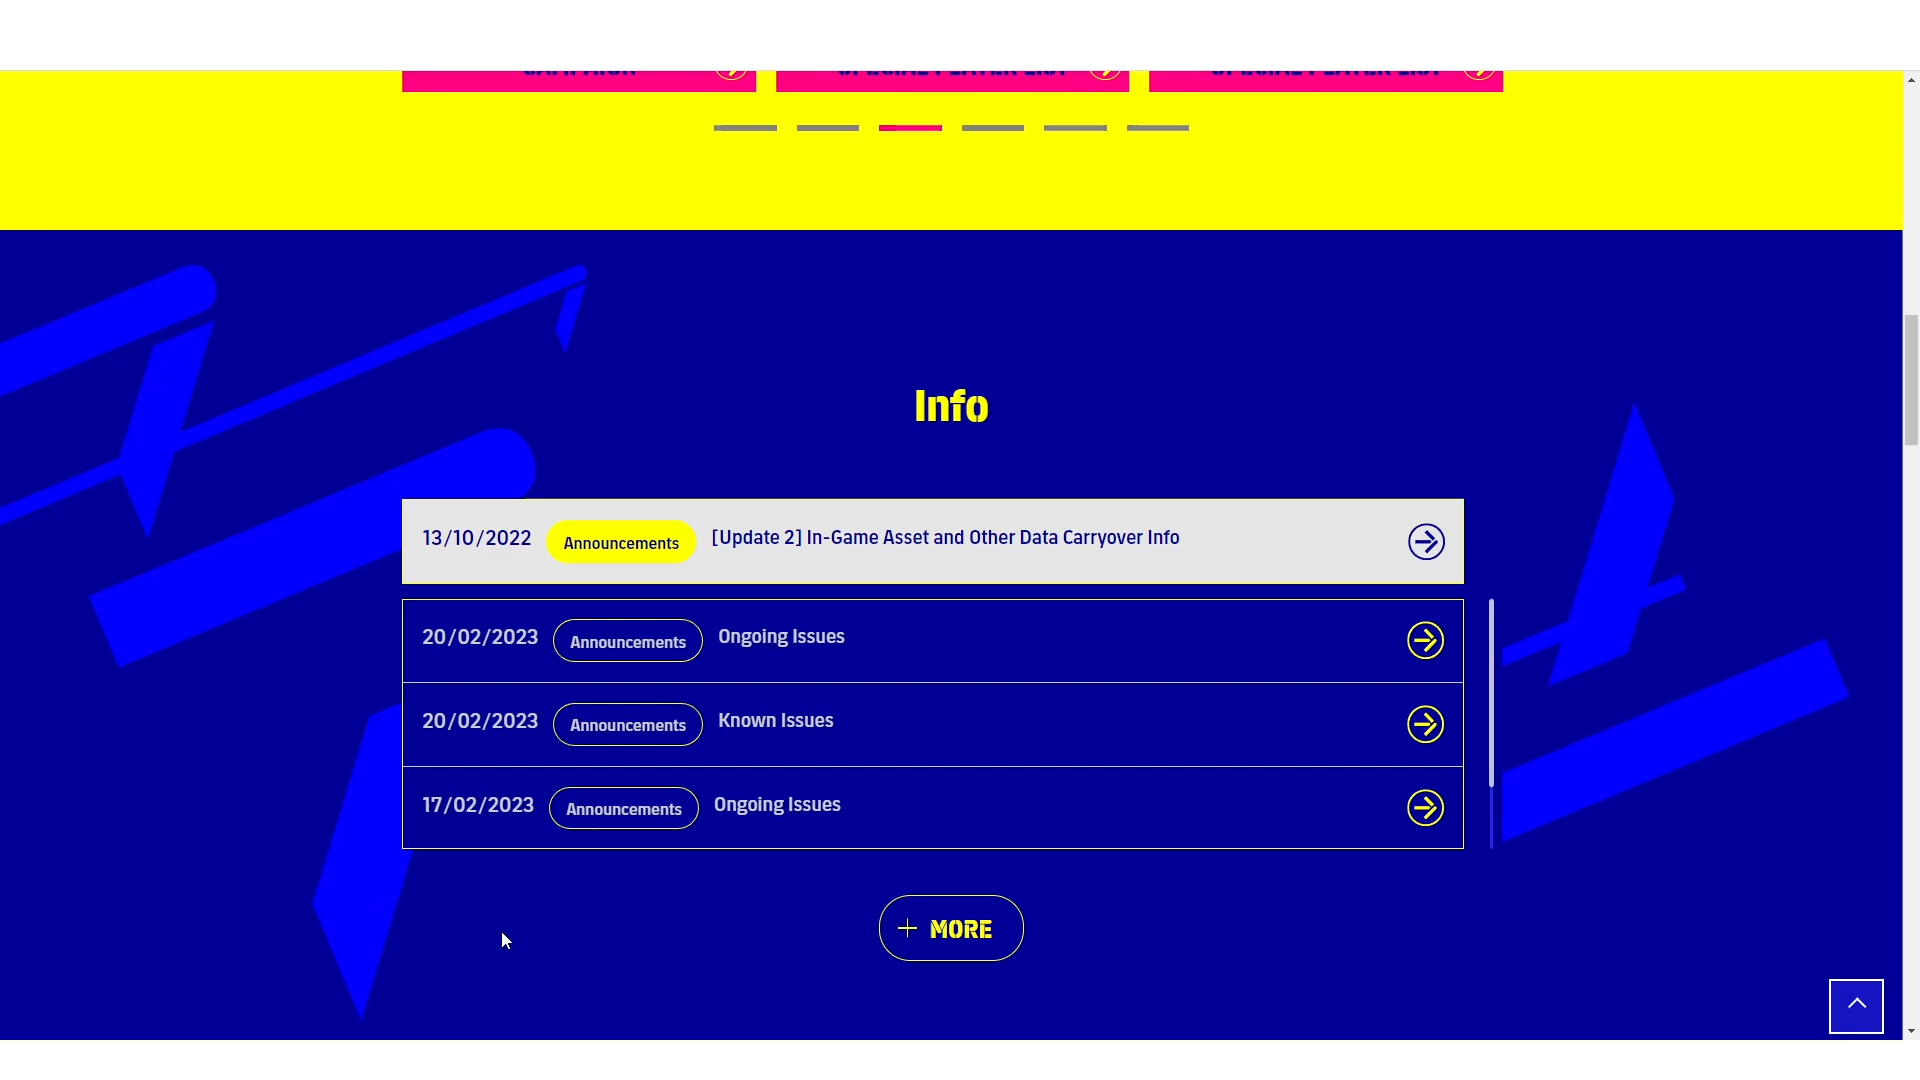 Info
13/10/2022 Announcements [Update 2] In-Game Asset and Other Data Carryover Info
20/02/2023 Announcements Ongoing Issues
20/02/2023 Announcements Known Issues
17/02/2023 Announcements Ongoing Issues
+ MORE